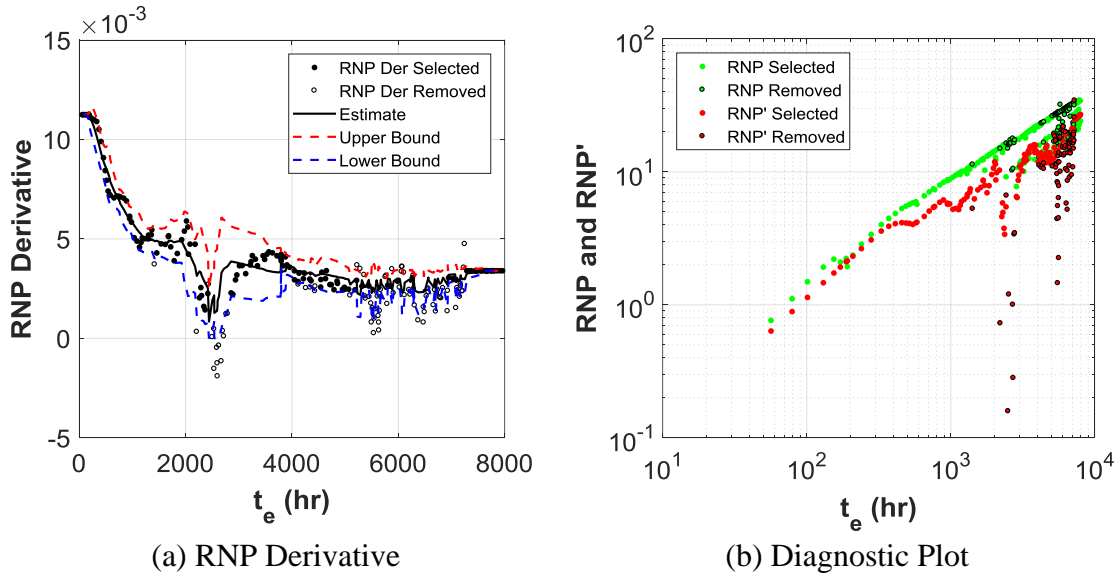 ×10⁻³
15
10
5
0
-5
0
2000
4000
6000
8000
RNP Derivative
t_e (hr)
RNP Der Selected
RNP Der Removed
Estimate
Upper Bound
Lower Bound
(a) RNP Derivative
10²
10¹
10⁰
10⁻¹
10¹
10²
10³
10⁴
RNP and RNP'
t_e (hr)
RNP Selected
RNP Removed
RNP' Selected
RNP' Removed
(b) Diagnostic Plot